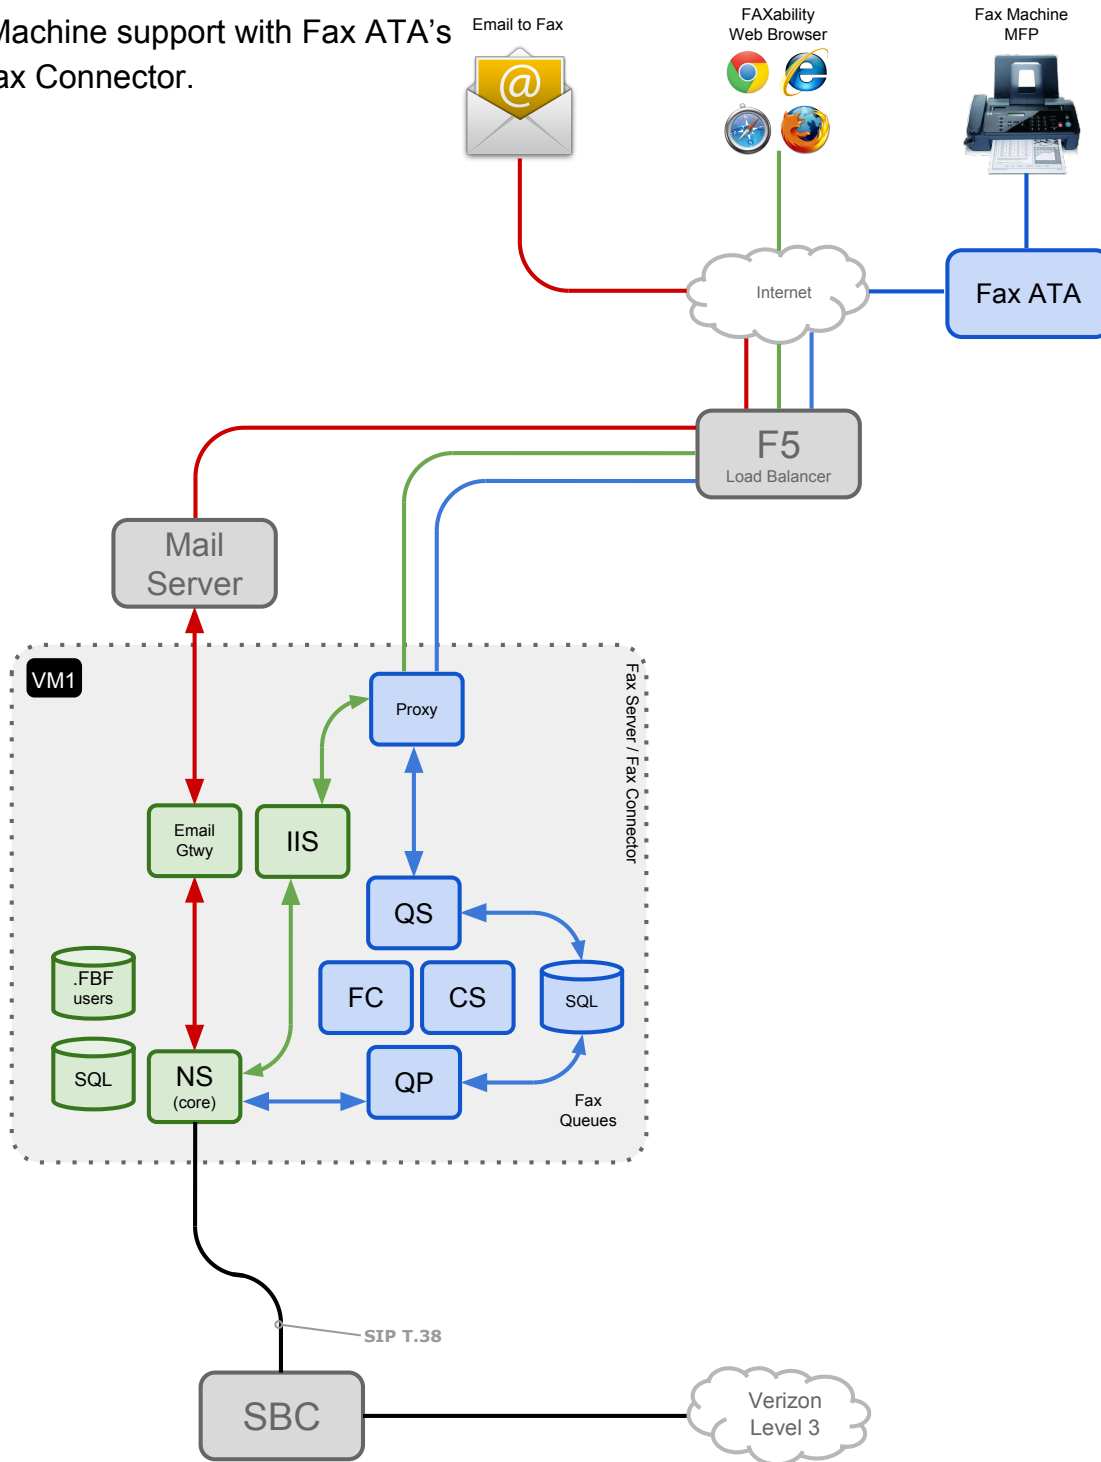 Machine support with Fax ATA's
ax Connector.
Email to Fax
@
FAXability
Web Browser
Fax Machine
MFP
Internet
Fax ATA
F5
Load Balancer
Mail
Server
VM1
Fax Server / Fax Connector
Proxy
Email
Gtwy
IIS
QS
.FBF
users
FC
CS
SQL
SQL
NS
(core)
QP
Fax
Queues
SIP T.38
SBC
Verizon
Level 3